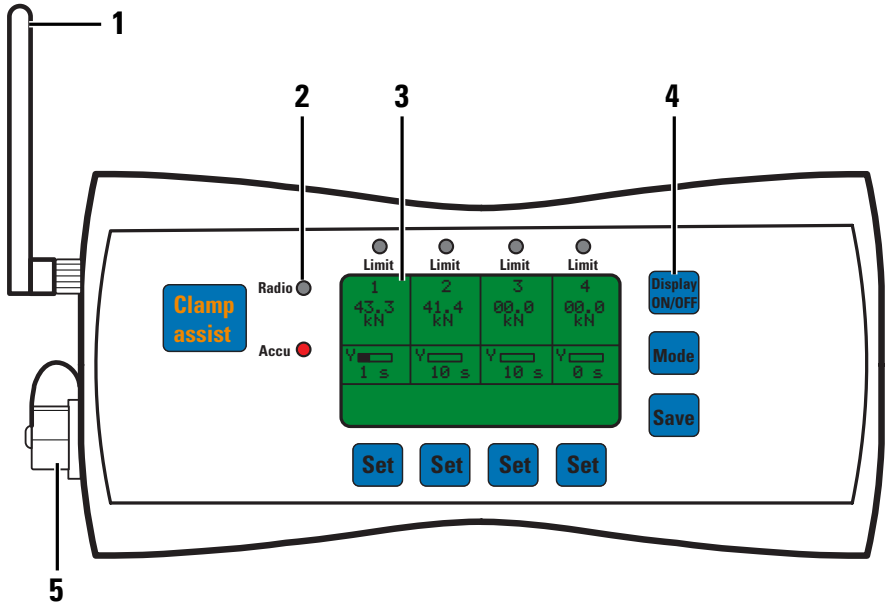 1
2
3
4
Limit
Limit
Limit
Limit
Radio
Clamp
assist
Accu
1
2
3
4
43.3
41.4
00.0
00.0
kN
kN
kN
kN
Y
Y
Y
Y
1 s
10 s
10 s
0 s
Display
ON/OFF
Mode
Save
Set
Set
Set
Set
5